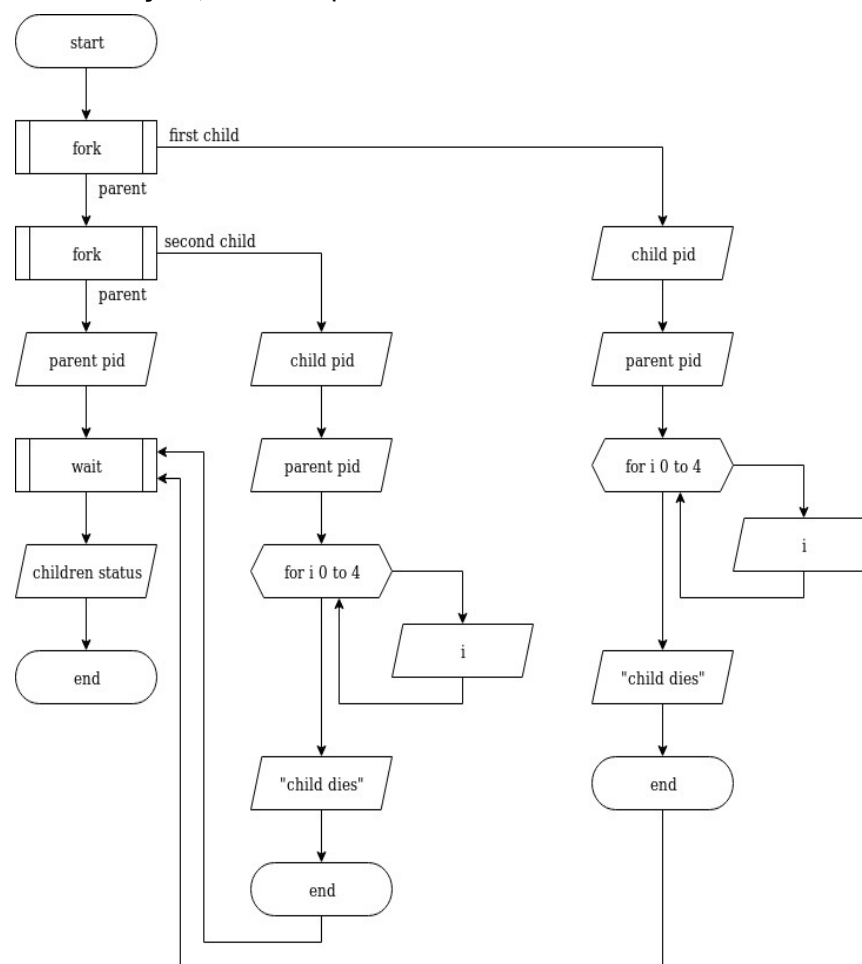 start
fork
first child
parent
fork
second child
child pid
parent
parent pid
child pid
parent pid
wait
parent pid
for i 0 to 4
children status
for i 0 to 4
i
end
i
"child dies"
"child dies"
end
end